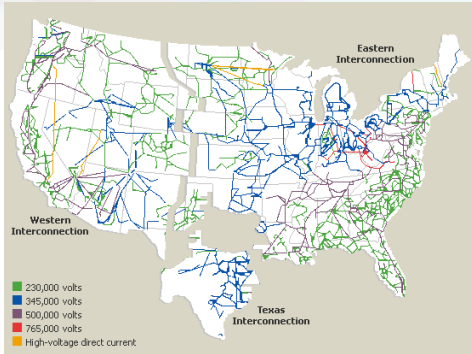 Eastern
Interconnection
Western
Interconnection
Texas
Interconnection
230,000 volts
345,000 volts
500,000 volts
765,000 volts
High-voltage direct current